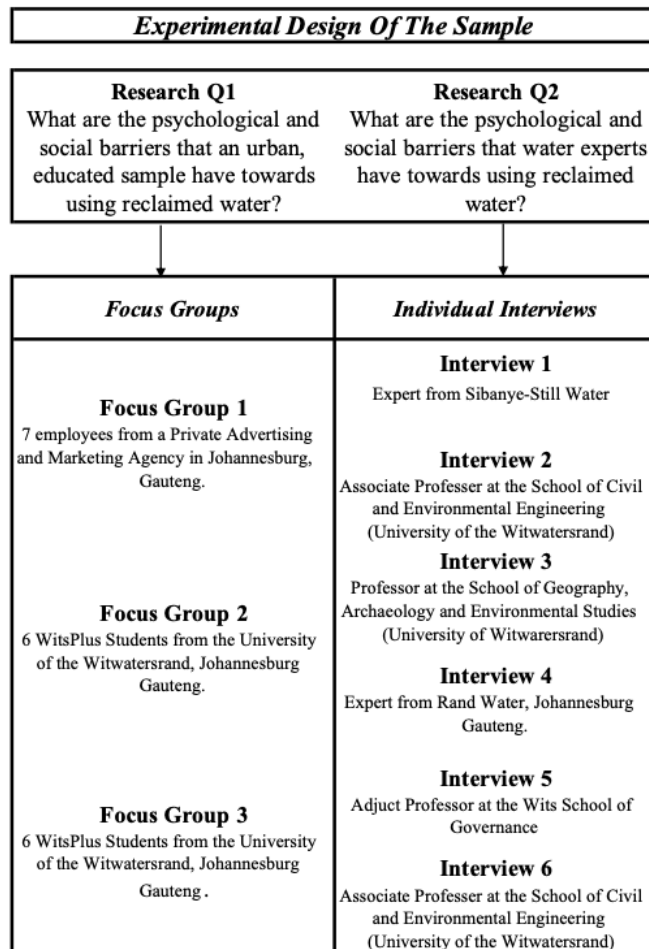 Experimental Design Of The Sample
Research Q1
What are the psychological and
social barriers that an urban,
educated sample have towards
using reclaimed water?
Research Q2
What are the psychological and
social barriers that water experts
have towards using reclaimed
water?
Focus Groups
Focus Group 1
7 employees from a Private Advertising
and Marketing Agency in Johannesburg,
Gauteng.
Focus Group 2
6 WitsPlus Students from the University
of the Witwatersrand, Johannesburg
Gauteng.
Focus Group 3
6 WitsPlus Students from the University
of the Witwatersrand, Johannesburg
Gauteng .
Individual Interviews
Interview 1
Expert from Sibanye-Still Water
Interview 2
Associate Professer at the School of Civil
and Environmental Engineering
(University of the Witwatersrand)
Interview 3
Professor at the School of Geography,
Archaeology and Environmental Studies
(University of Witwarersrand)
Interview 4
Expert from Rand Water, Johannesburg
Gauteng.
Interview 5
Adjuct Professor at the Wits School of
Governance
Interview 6
Associate Professor at the School of Civil
and Environmental Engineering
(University of the Witwatersrand)